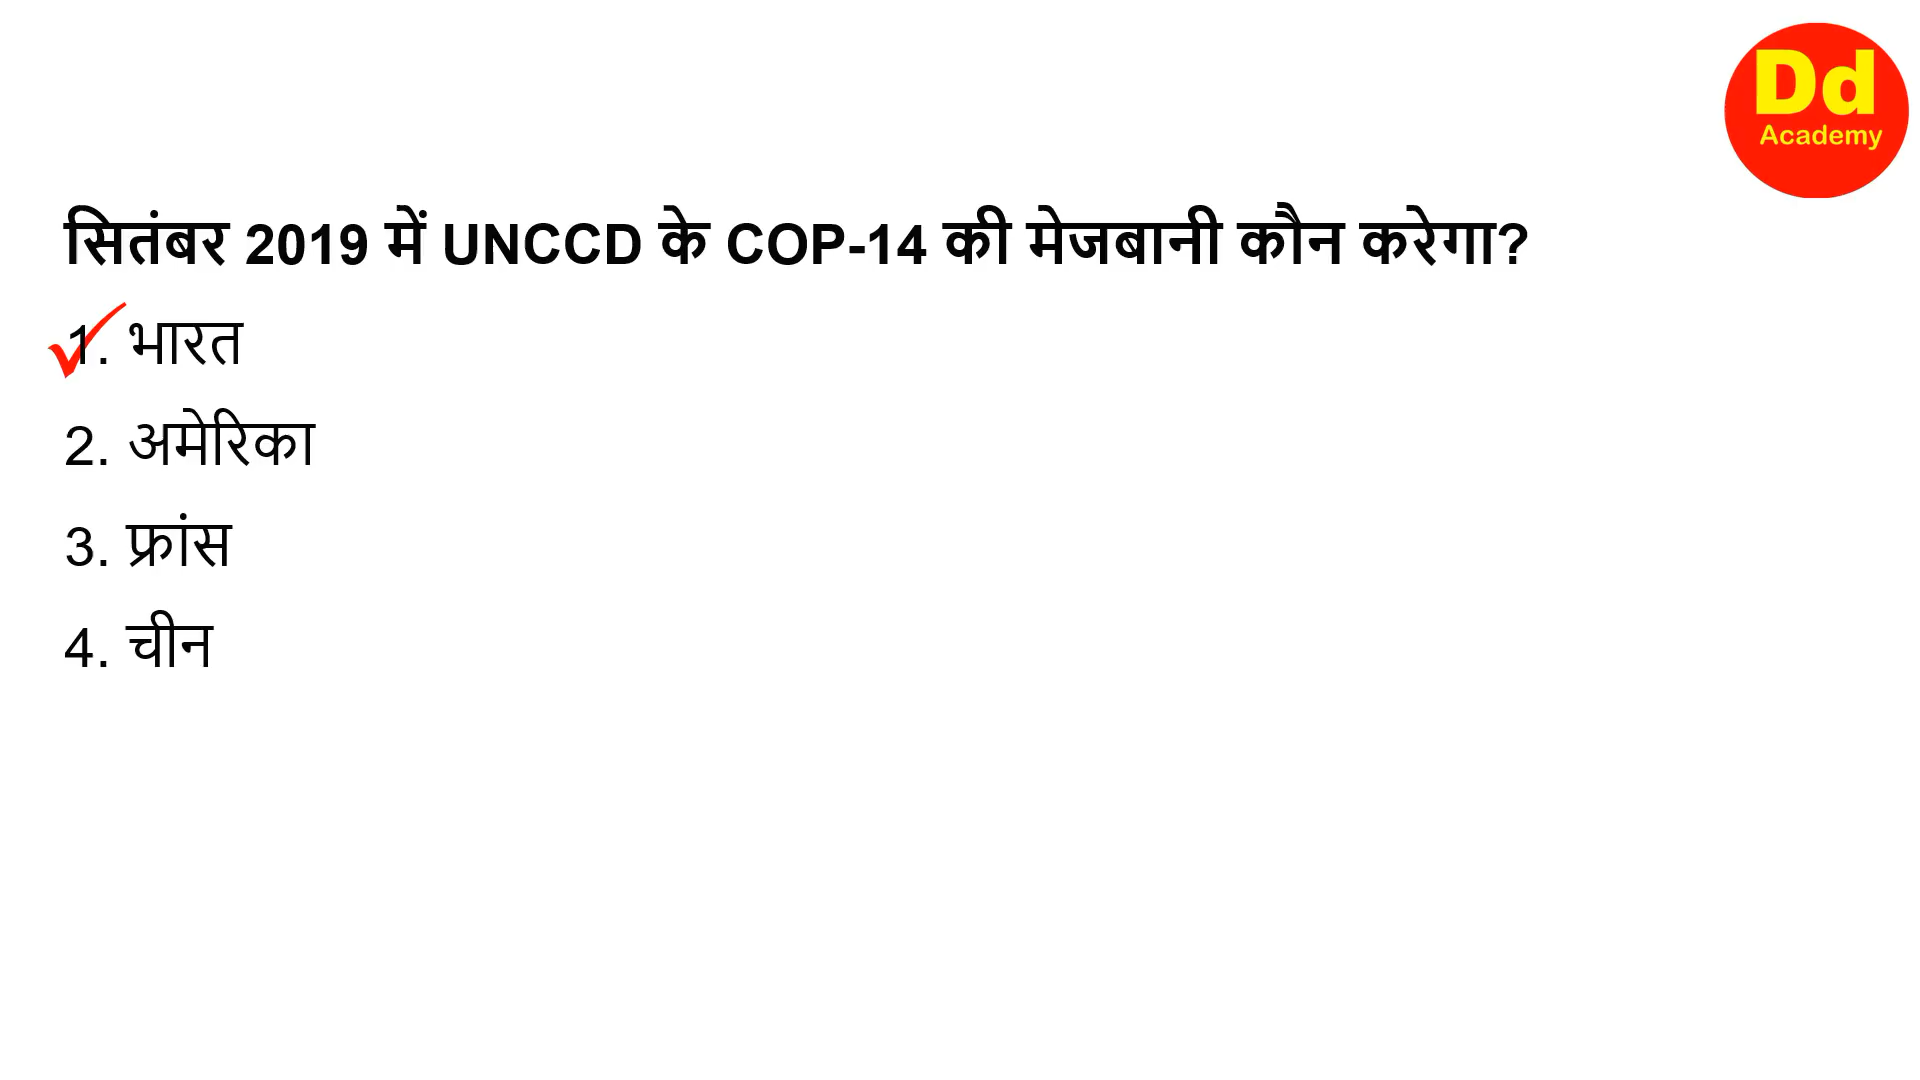 Dd
Academy
सितंबर 2019 में UNCCD के COP-14 की मेजबानी कौन करेगा?
1. भारत
2. अमेरिका
3. फ्रांस
4. चीन